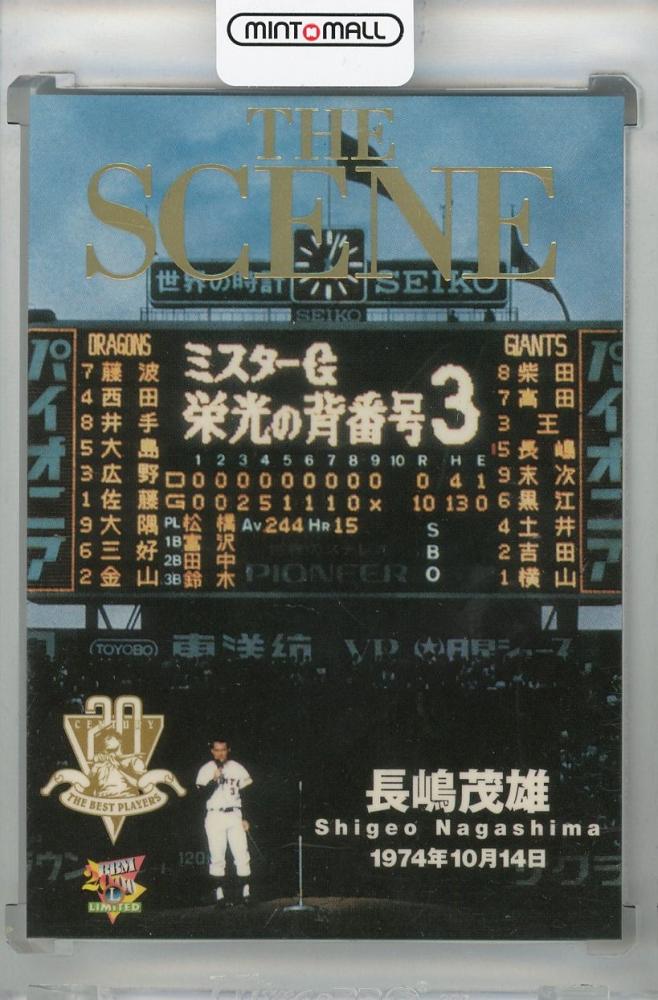 MINT MALL
THE
SCENE
世界の時計 SEIKO
SEIKO
DRAGONS
7 藤波
4 西田
8 井手
5 大島
3 広野
1 佐藤
9 大隅
6 三好
2 金山
パイオニア
ミスターG
栄光の背番号3
1 2 3 4 5 6 7 8 9 10 R H E
D 0 0 0 0 0 0 0 0 0 0 4 1
G 0 0 2 5 1 1 1 0 x 10 13 0
PL 松橋 AV 244 HR 15
1B 富沢
2B 田中
3B 鈴木
S
B
O
PIONEER
GIANTS
8 柴田
7 高田
3 王
5 長嶋
9 末次
6 黒江
4 土井
2 吉田
1 横山
パイオニア
TOYOBO 東洋紡 VP
20
CENTURY
THE BEST PLAYERS
3
長嶋茂雄
Shigeo Nagashima
1974年10月14日
120
BBM
2000
LIMITED